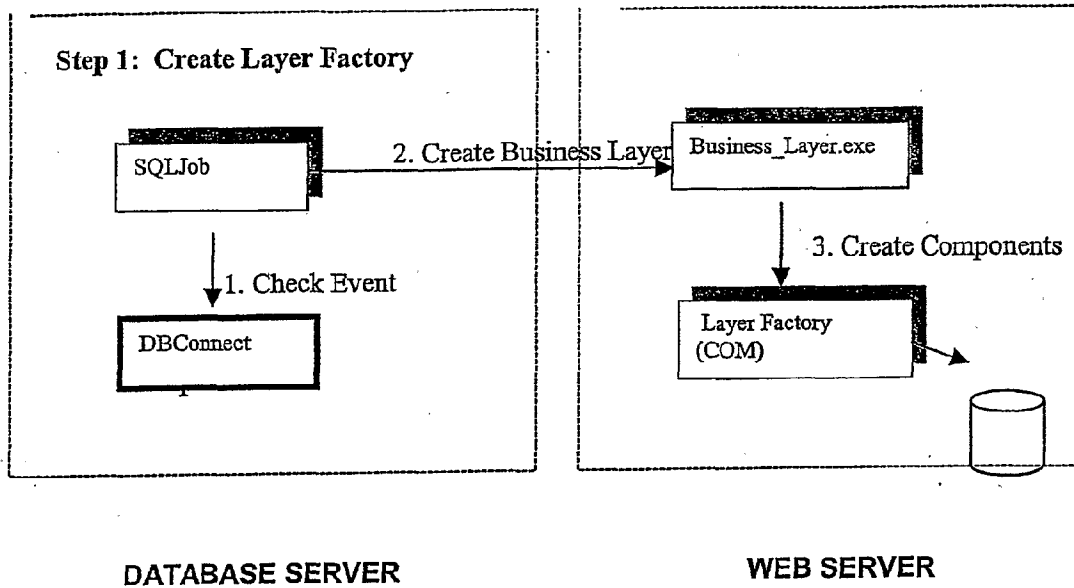 Step 1: Create Layer Factory
SQLJob
2. Create Business Layer
Business_Layer.exe
1. Check Event
3. Create Components
DBConnect
Layer Factory
(COM)
DATABASE SERVER
WEB SERVER